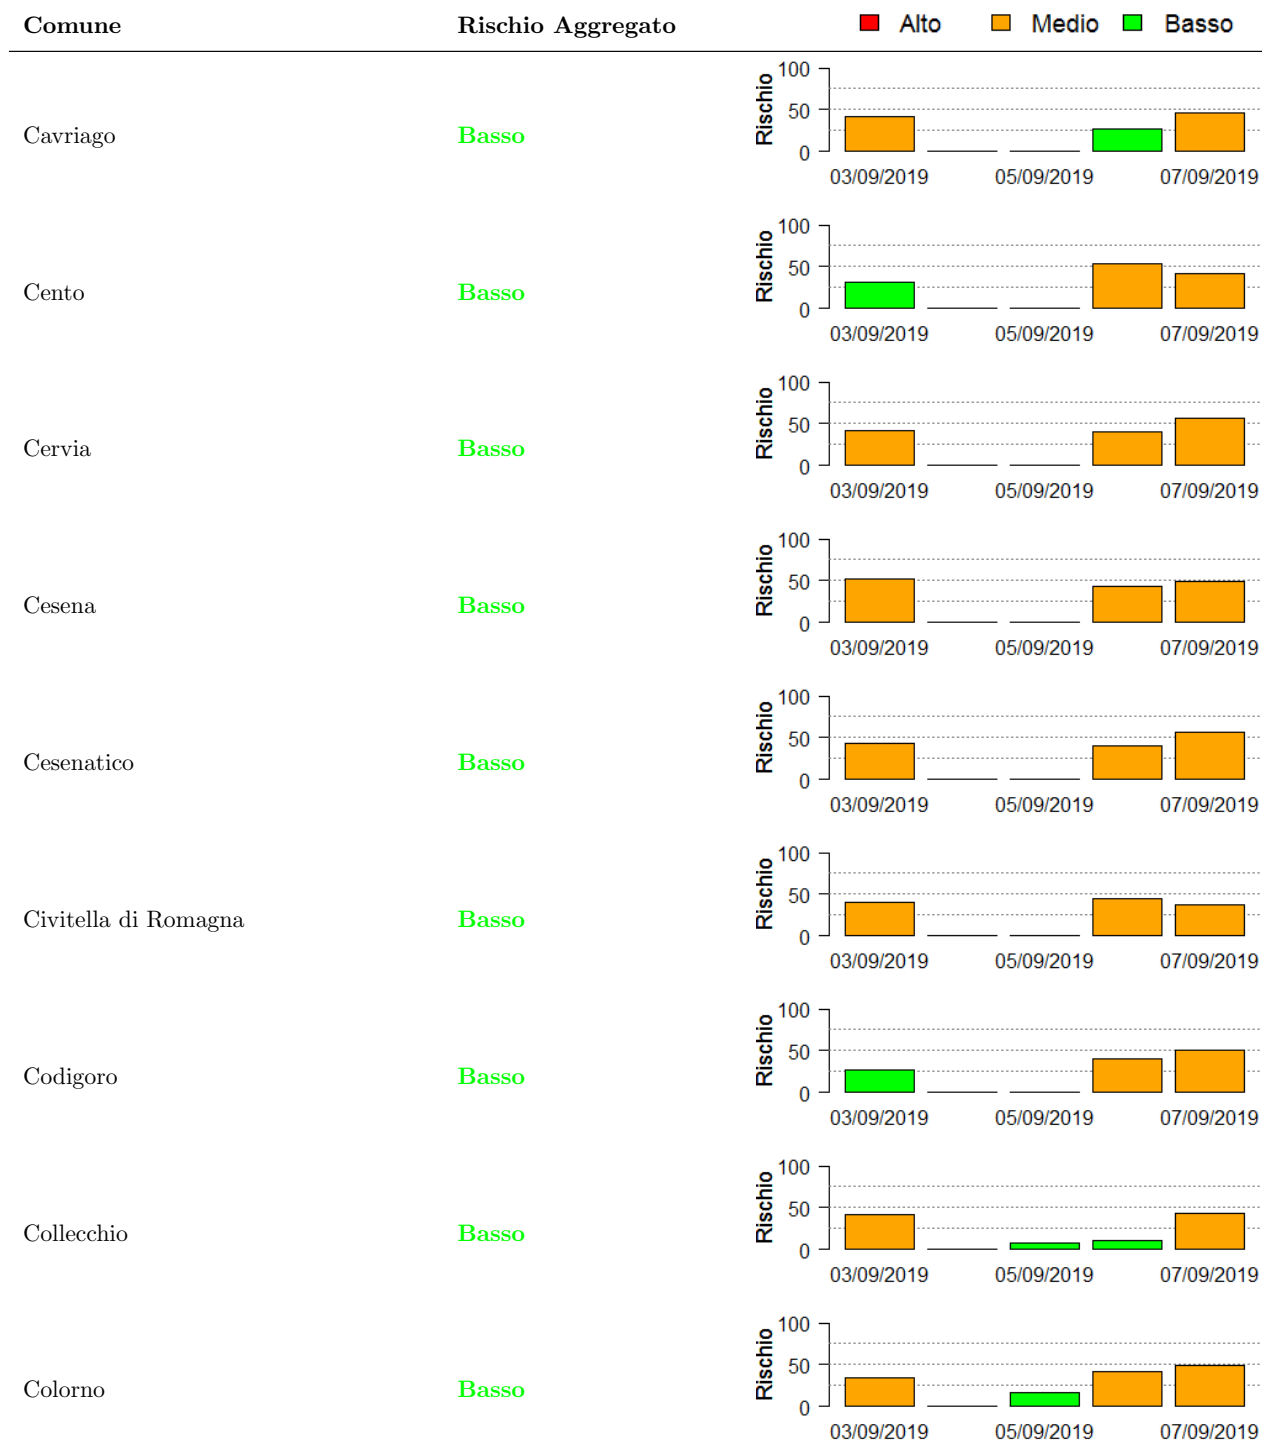 Comune Rischio Aggregato Alto Medio Basso
Cavriago Basso Rischio 100 50 0
03/09/2019 05/09/2019 07/09/2019
Cento Basso Rischio 100 50 0
03/09/2019 05/09/2019 07/09/2019
Cervia Basso Rischio 100 50 0
03/09/2019 05/09/2019 07/09/2019
Cesena Basso Rischio 100 50 0
03/09/2019 05/09/2019 07/09/2019
Cesenatico Basso Rischio 100 50 0
03/09/2019 05/09/2019 07/09/2019
Civitella di Romagna Basso Rischio 100 50 0
03/09/2019 05/09/2019 07/09/2019
Codigoro Basso Rischio 100 50 0
03/09/2019 05/09/2019 07/09/2019
Collecchio Basso Rischio 100 50 0
03/09/2019 05/09/2019 07/09/2019
Colorno Basso Rischio 100 50 0
03/09/2019 05/09/2019 07/09/2019